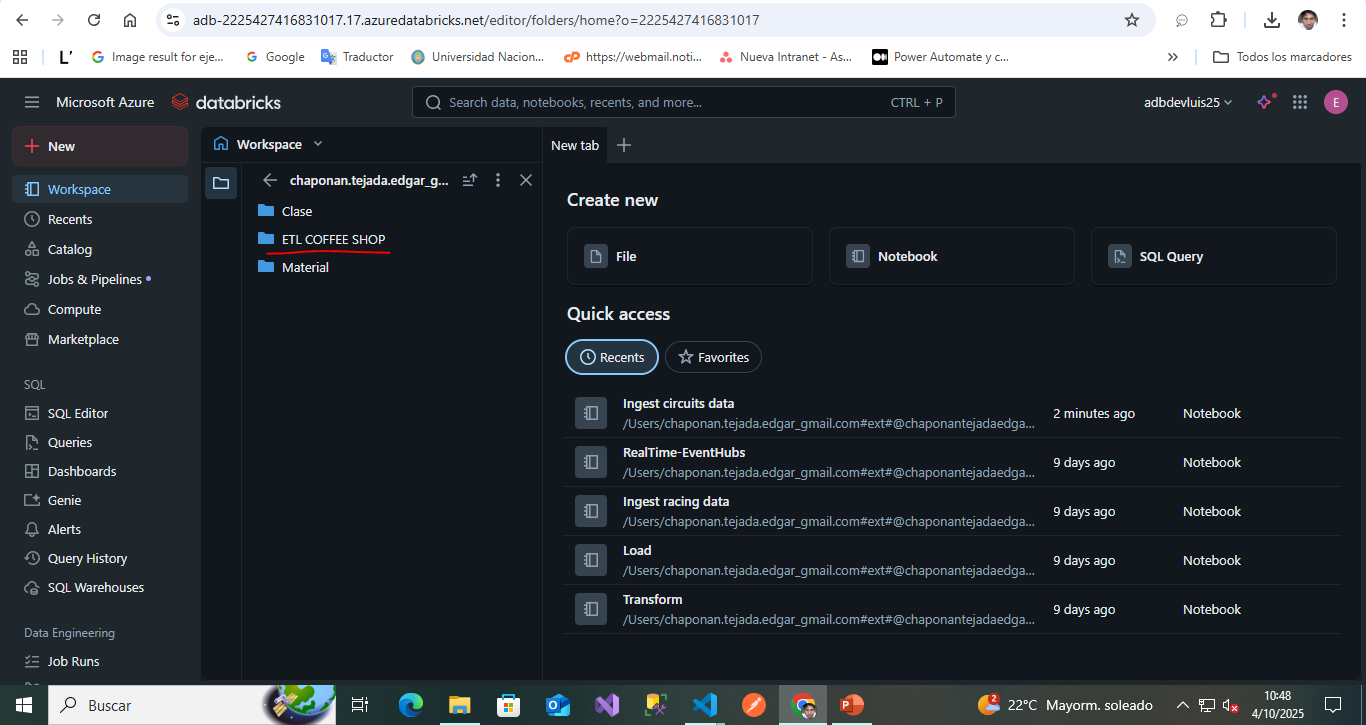 adb-2225427416831017.17.azuredatabricks.net/editor/folders/home?o=2225427416831017
L'
Image result for eje...
Google
Traductor
Universidad Nacion...
https://webmail.noti...
Nueva Intranet - As...
Power Automate y c...
»
Todos los marcadores
Microsoft Azure
databricks
Search data, notebooks, recents, and more...
CTRL + P
adbdevluis25
E
New
Workspace
Recents
Catalog
Jobs & Pipelines
Compute
Marketplace
SQL
SQL Editor
Queries
Dashboards
Genie
Alerts
Query History
SQL Warehouses
Data Engineering
Job Runs
Workspace
chaponan.tejada.edgar_g...
Clase
ETL COFFEE SHOP
Material
New tab
Create new
File
Notebook
SQL Query
Quick access
Recents
Favorites
Ingest circuits data
/Users/chaponan.tejada.edgar_gmail.com#ext#@chaponantejadaedga...
2 minutes ago
Notebook
RealTime-EventHubs
/Users/chaponan.tejada.edgar_gmail.com#ext#@chaponantejadaedga...
9 days ago
Notebook
Ingest racing data
/Users/chaponan.tejada.edgar_gmail.com#ext#@chaponantejadaedga...
9 days ago
Notebook
Load
/Users/chaponan.tejada.edgar_gmail.com#ext#@chaponantejadaedga...
9 days ago
Notebook
Transform
/Users/chaponan.tejada.edgar_gmail.com#ext#@chaponantejadaedga...
9 days ago
Notebook
Buscar
2
22°C Mayorm. soleado
10:48
4/10/2025